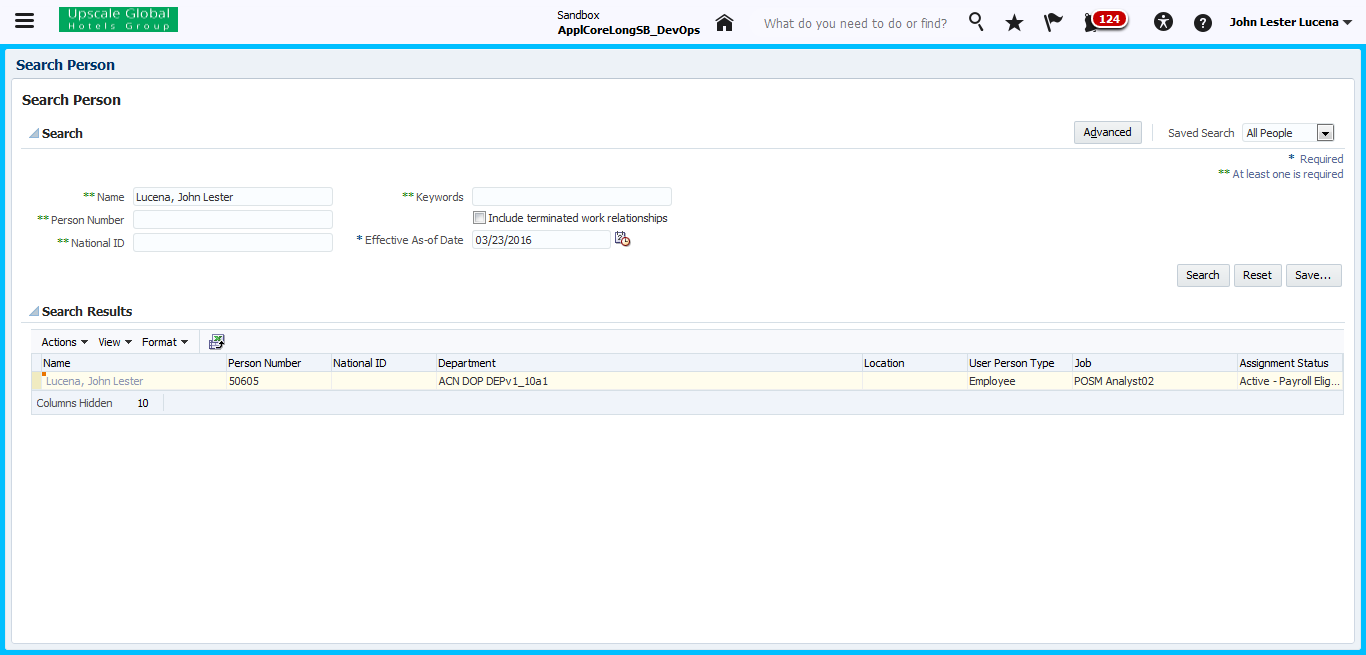 Upscale Global
Hotels Group
Sandbox
ApplCoreLongSB_DevOps
What do you need to do or find?
124
?
John Lester Lucena
Search Person
Search Person
Search
Advanced
Saved Search All People
* Required
** At least one is required
** Name Lucena, John Lester
** Keywords
** Person Number
Include terminated work relationships
** National ID
* Effective As-of Date 03/23/2016
Search Reset Save...
Search Results
Actions View Format
Name Person Number National ID Department Location User Person Type Job Assignment Status
Lucena, John Lester 50605 ACN DOP DEPv1_10a1 Employee POSM Analyst02 Active - Payroll Elig...
Columns Hidden 10